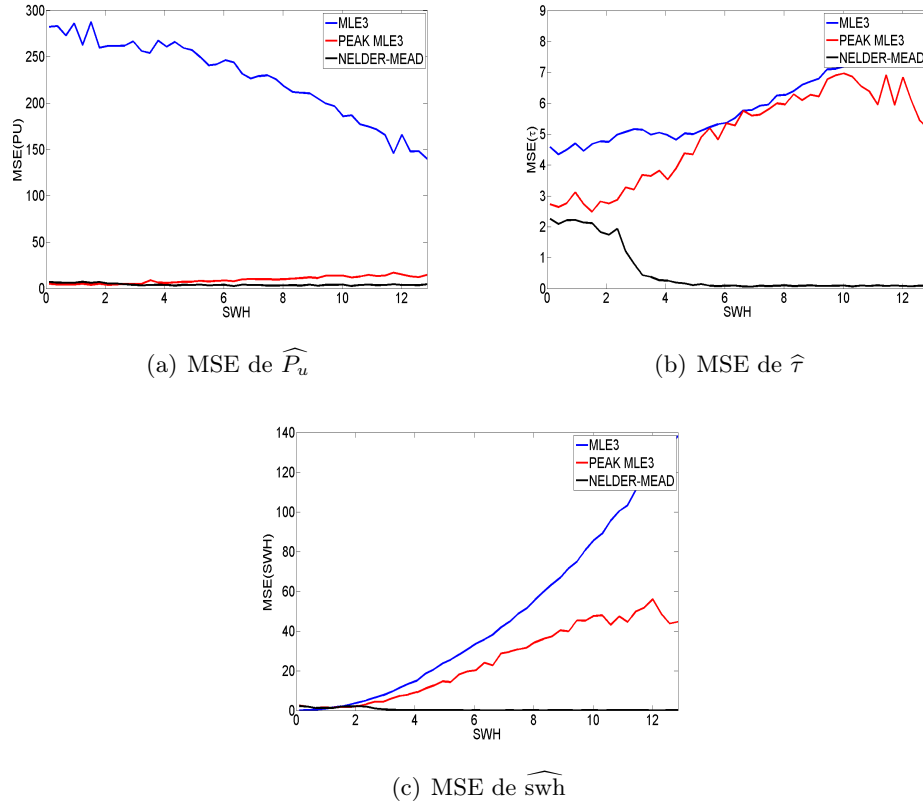 300
250
200
150
100
50
0
0 2 4 6 8 10 12
MSE(PU)
SWH
MLE3
PEAK MLE3
NELDER-MEAD
(a) MSE de $\widehat{P_u}$
9
8
7
6
5
4
3
2
1
0
0 2 4 6 8 10 12
MSE(τ)
SWH
MLE3
PEAK MLE3
NELDER-MEAD
(b) MSE de $\widehat{\tau}$
140
120
100
80
60
40
20
0
0 2 4 6 8 10 12
MSE(SWH)
SWH
MLE3
PEAK MLE3
NELDER-MEAD
(c) MSE de $\widehat{\text{swh}}$